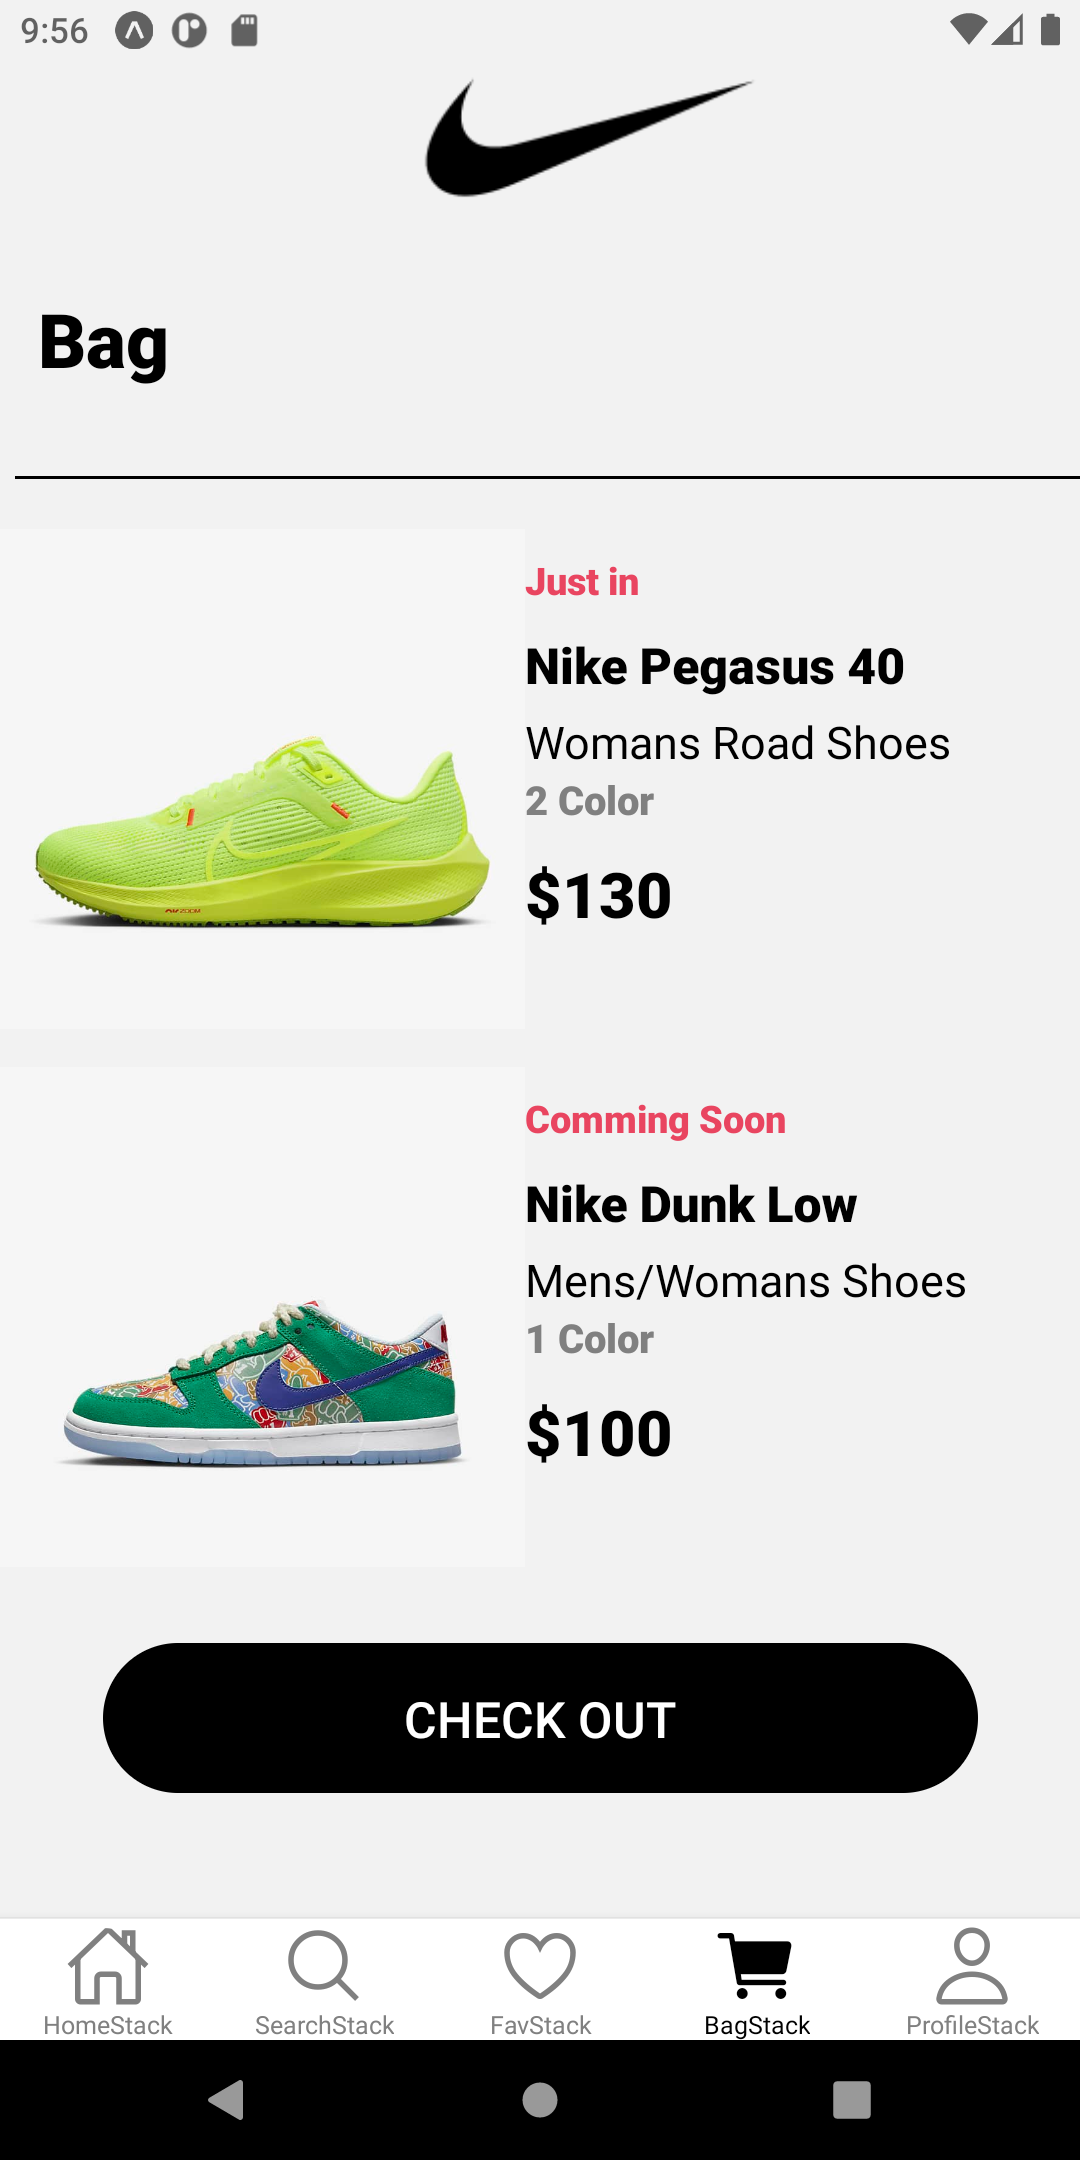 9:56
Bag
Just in
Nike Pegasus 40
Womans Road Shoes
2 Color
$130
Comming Soon
Nike Dunk Low
Mens/Womans Shoes
1 Color
$100
CHECK OUT
HomeStack
SearchStack
FavStack
BagStack
ProfileStack